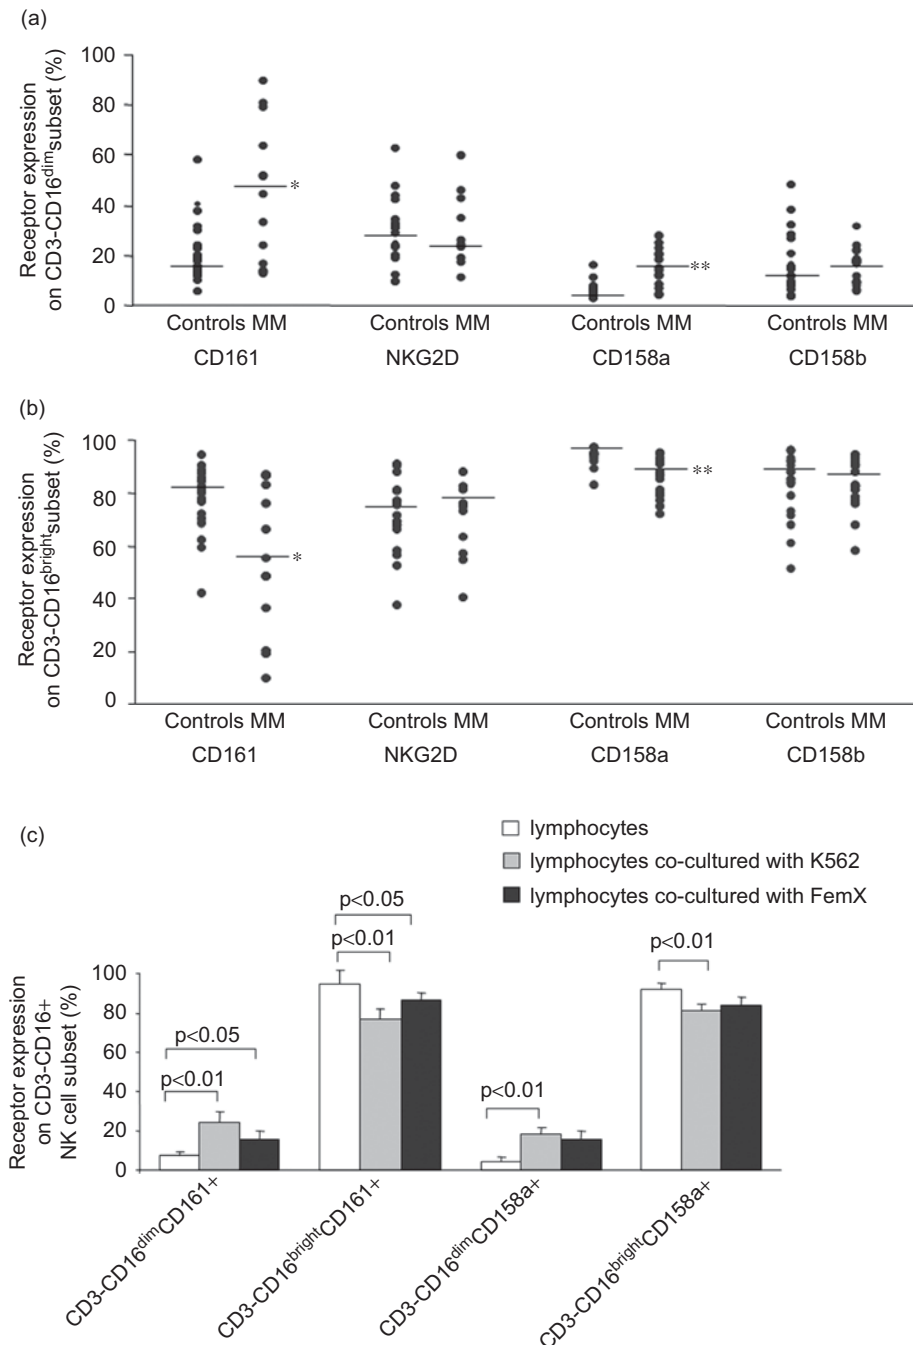 (a)
Receptor expression
on CD3-CD16dimsubset (%)
100
80
60
40
20
0
*
**
Controls MM
Controls MM
Controls MM
Controls MM
CD161
NKG2D
CD158a
CD158b
(b)
Receptor expression
on CD3-CD16brightsubset (%)
100
80
60
40
20
0
*
**
Controls MM
Controls MM
Controls MM
Controls MM
CD161
NKG2D
CD158a
CD158b
(c)
lymphocytes
lymphocytes co-cultured with K562
lymphocytes co-cultured with FemX
Receptor expression
on CD3-CD16+
NK cell subset (%)
100
80
60
40
20
0
p<0.05
p<0.01
p<0.05
p<0.01
p<0.01
p<0.01
CD3-CD16dimCD161+
CD3-CD16brightCD161+
CD3-CD16dimCD158a+
CD3-CD16brightCD158a+